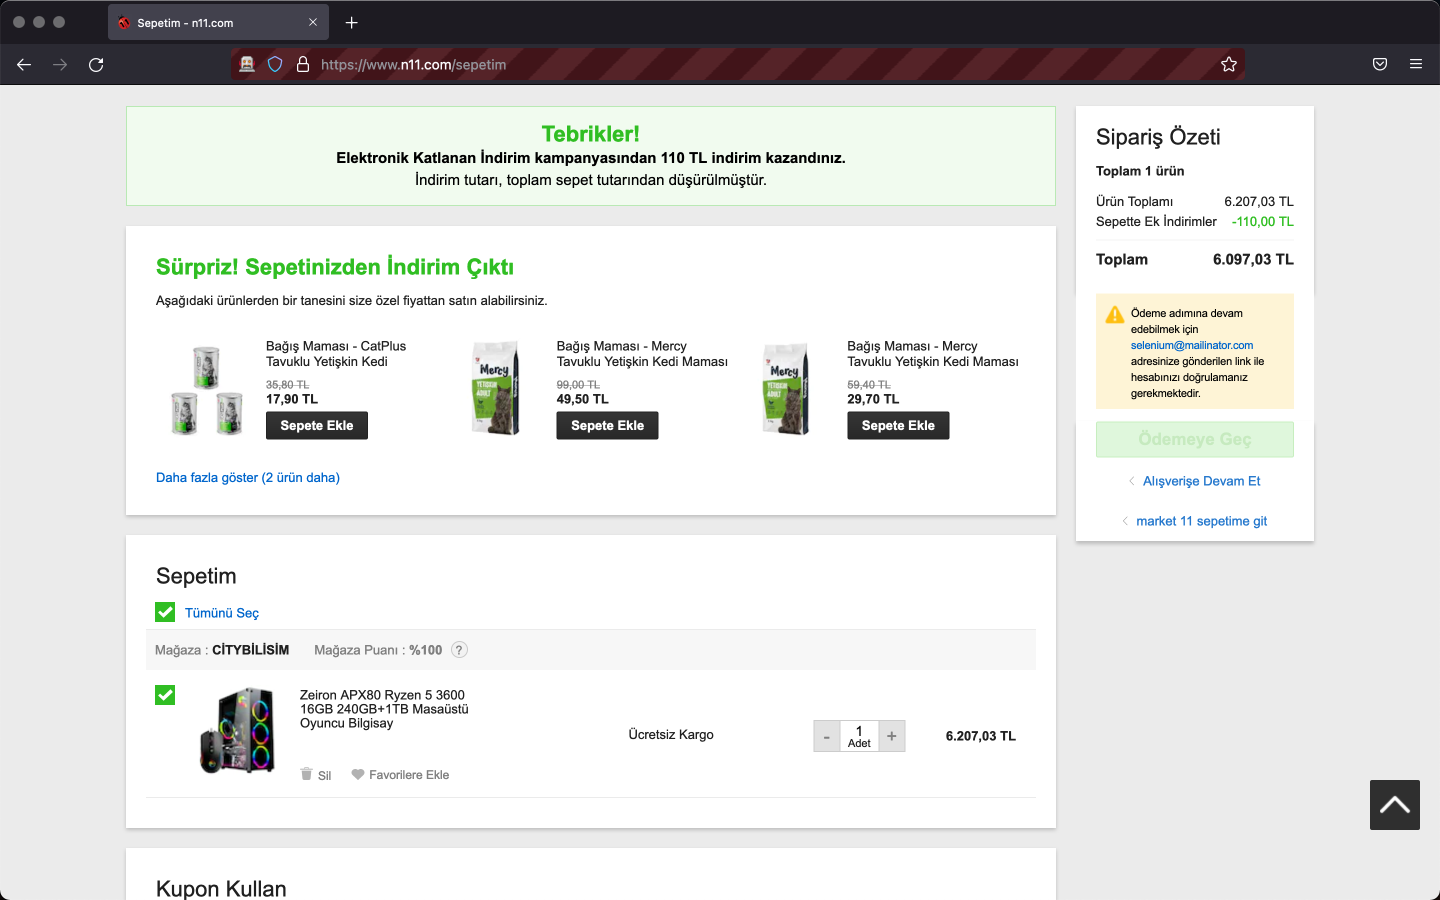 Sepetim - n11.com
https://www.n11.com/sepetim
Tebrikler!
Elektronik Katlanan İndirim kampanyasından 110 TL indirim kazandınız.
İndirim tutarı, toplam sepet tutarından düşürülmüştür.
Sürpriz! Sepetinizden İndirim Çıktı
Aşağıdaki ürünlerden bir tanesini size özel fiyattan satın alabilirsiniz.
Bağış Maması - CatPlus
Tavuklu Yetişkin Kedi
35,80 TL
17,90 TL
Sepete Ekle
Mercy
YETİŞKİN
ADULT
Bağış Maması - Mercy
Tavuklu Yetişkin Kedi Maması
99,00 TL
49,50 TL
Sepete Ekle
Mercy
YETİŞKİN
ADULT
Bağış Maması - Mercy
Tavuklu Yetişkin Kedi Maması
59,40 TL
29,70 TL
Sepete Ekle
Daha fazla göster (2 ürün daha)
Sepetim
Tümünü Seç
Mağaza : CİTYBİLİSİM Mağaza Puanı : %100 ?
Zeiron APX80 Ryzen 5 3600
16GB 240GB+1TB Masaüstü
Oyuncu Bilgisay
Sil Favorilere Ekle
Ücretsiz Kargo
- 1 +
Adet
6.207,03 TL
Kupon Kullan
Sipariş Özeti
Toplam 1 ürün
Ürün Toplamı 6.207,03 TL
Sepette Ek İndirimler -110,00 TL
Toplam 6.097,03 TL
Ödeme adımına devam
edebilmek için
selenium@mailinator.com
adresinize gönderilen link ile
hesabınızı doğrulamanız
gerekmektedir.
Ödemeye Geç
Alışverişe Devam Et
market 11 sepetime git